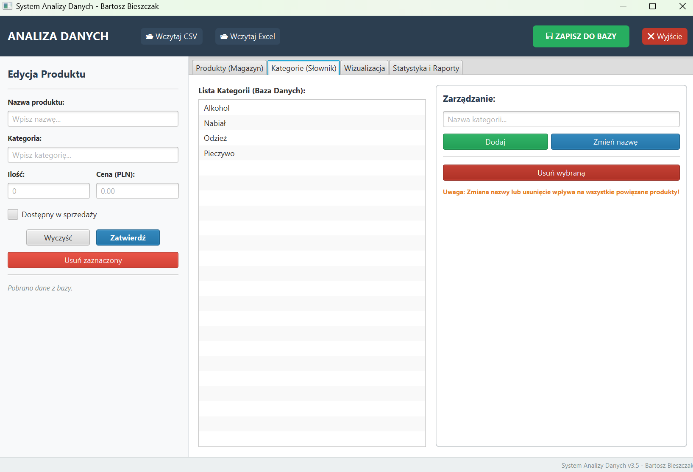 System Analizy Danych - Bartosz Bieszczak
ANALIZA DANYCH
Wczytaj CSV
Wczytaj Excel
ZAPISZ DO BAZY
Wyjście
Edycja Produktu
Nazwa produktu:
Wpisz nazwę...
Kategoria:
Wpisz kategorię...
Ilość:
Cena (PLN):
0
0.00
Dostępny w sprzedaży
Wyczyść
Zatwierdź
Usuń zaznaczony
Pobrano dane z bazy.
Produkty (Magazyn)
Kategorie (Słownik)
Wizualizacja
Statystyka i Raporty
Lista Kategorii (Baza Danych):
Alkohol
Nabiał
Odzież
Pieczywo
Zarządzanie:
Nazwa kategorii...
Dodaj
Zmień nazwę
Usuń wybraną
Uwaga: Zmiana nazwy lub usunięcie wpływa na wszystkie powiązane produkty!
System Analizy Danych v3.5 - Bartosz Bieszczak